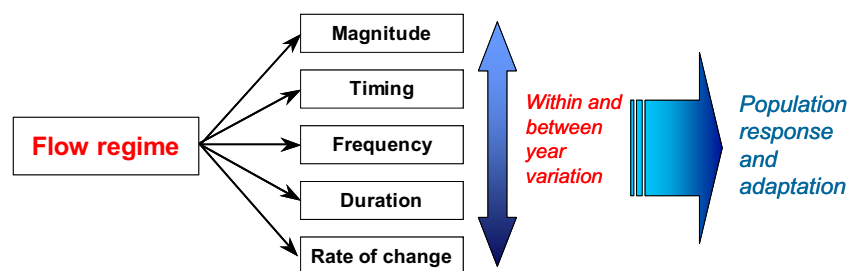 Flow regime
Magnitude
Timing
Frequency
Duration
Rate of change
Within and
between
year
variation
Population
response
and
adaptation